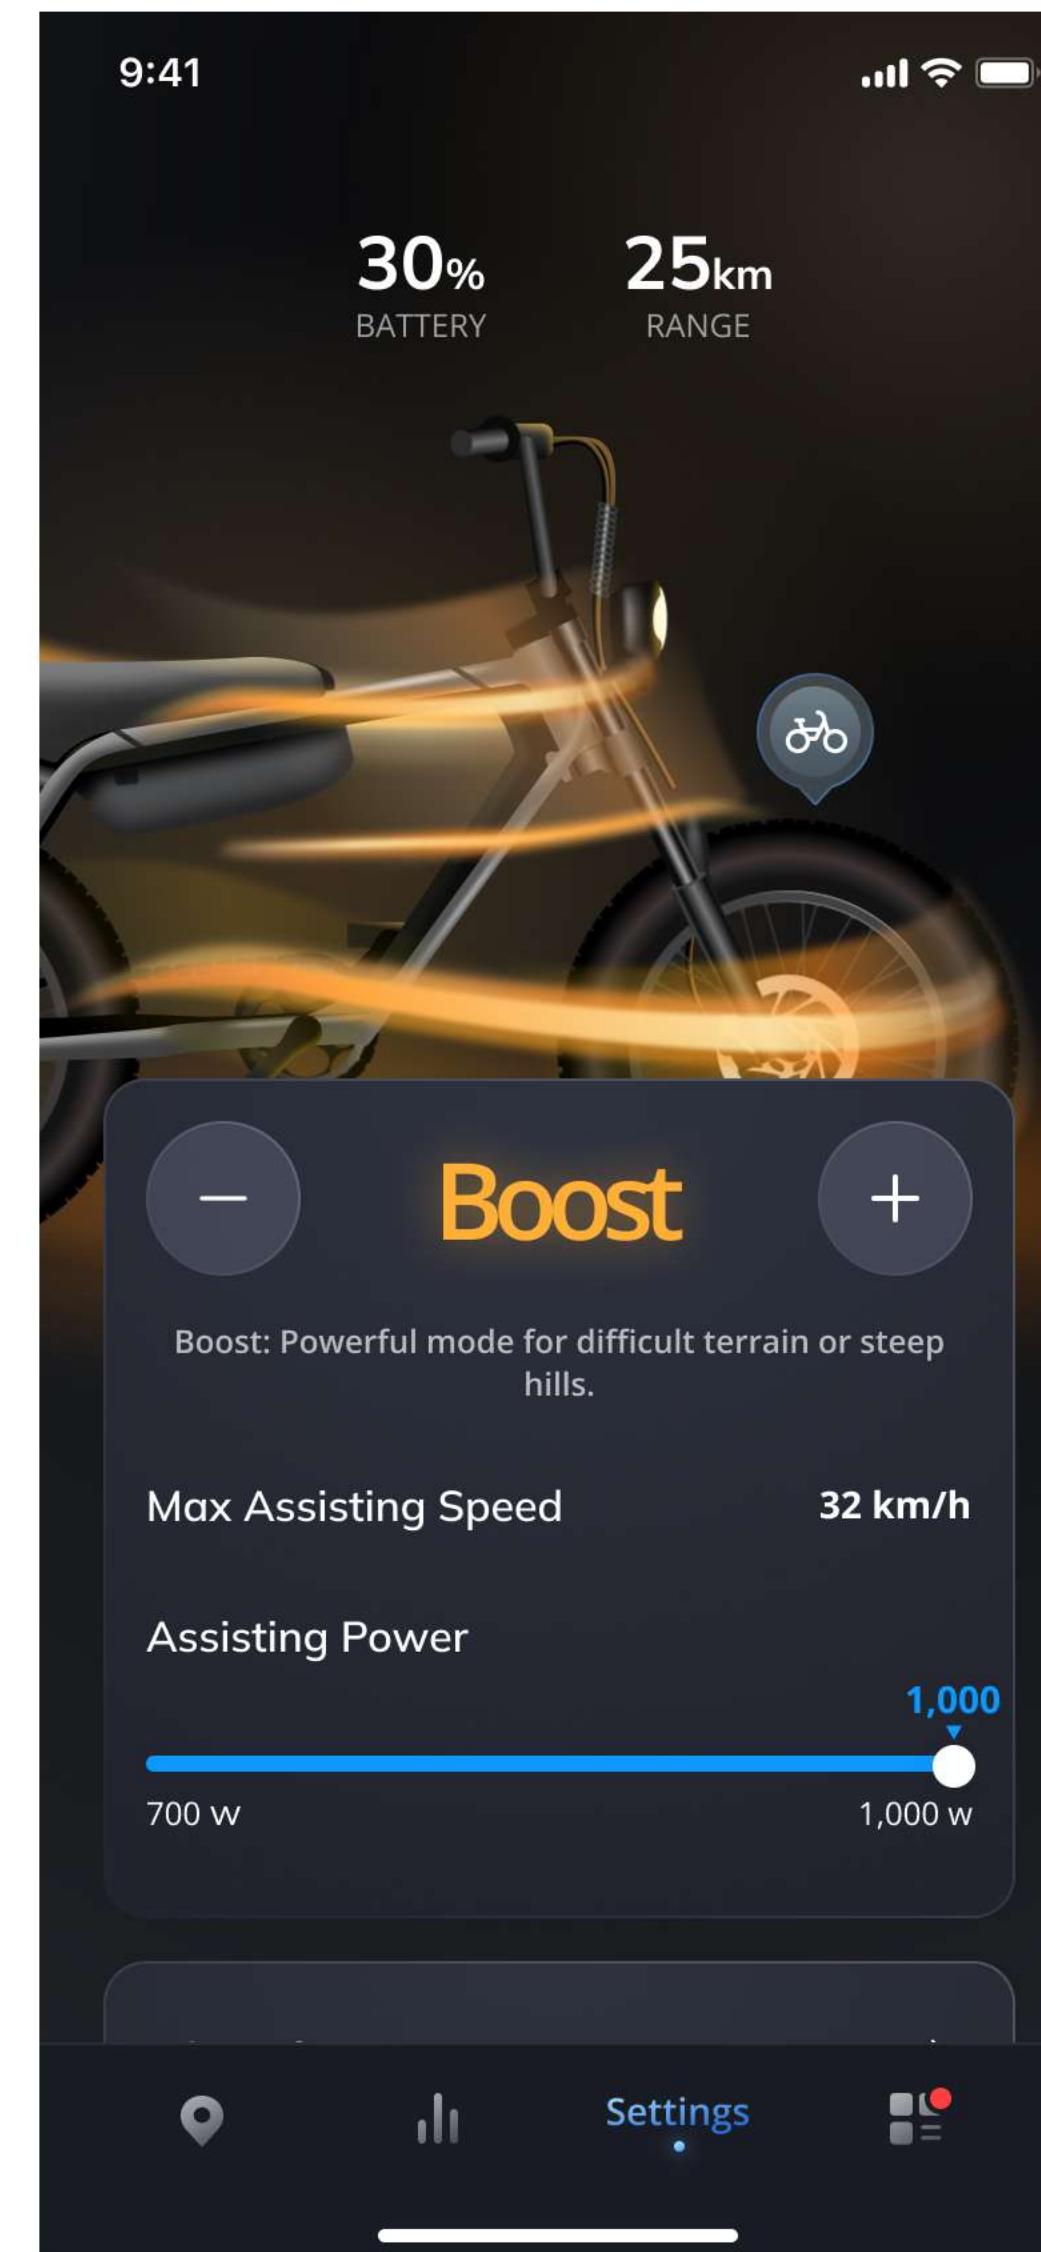 9:41
30% 25km
BATTERY RANGE
Boost
Boost: Powerful mode for difficult terrain or steep
hills.
Max Assisting Speed 32 km/h
Assisting Power
1,000
700 w 1,000 w
Settings